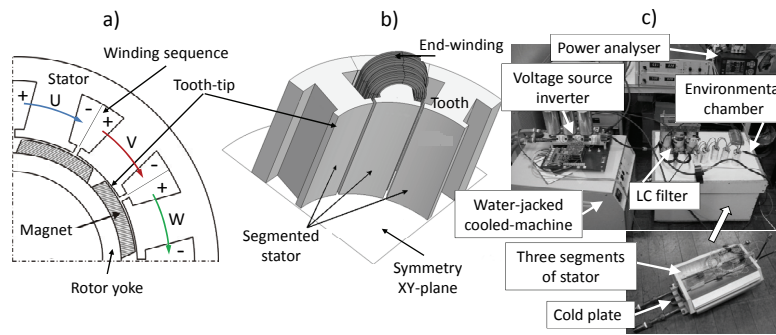 a)
Winding sequence
Stator
Tooth-tip
+
U
-
+
V
-
+
W
-
Magnet
Rotor yoke
b)
End-winding
Tooth
Segmented
stator
Symmetry
XY-plane
c)
Power analyser
Voltage source
inverter
Environmental
chamber
LC filter
Water-jacked
cooled-machine
Three segments
of stator
Cold plate